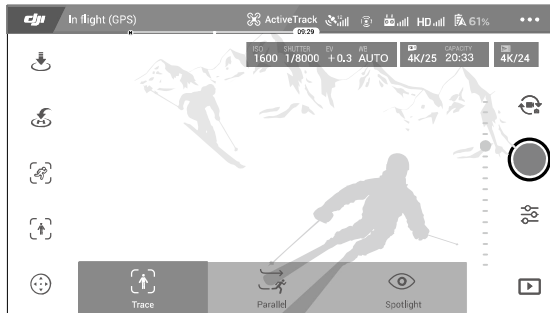 dji In flight (GPS) ActiveTrack 12 HD 61%
H 09:29
ISO SHUTTER EV WB CAPACITY
1600 1/8000 +0.3 AUTO 4K/25 20:33 4K/24
Trace Parallel Spotlight